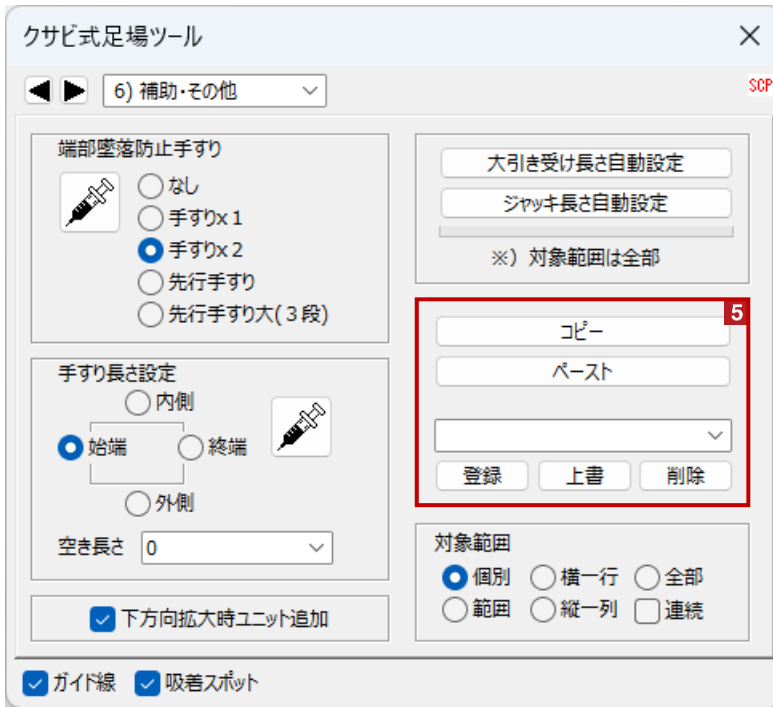 クサビ式足場ツール
6) 補助・その他
SCP
端部墜落防止手すり
なし
手すりx 1
手すりx 2
先行手すり
先行手すり大(３段)
手すり長さ設定
内側
始端
終端
外側
空き長さ 0
下方向拡大時ユニット追加
大引き受け長さ自動設定
ジャッキ長さ自動設定
※）対象範囲は全部
5
コピー
ペースト
登録 上書 削除
対象範囲
個別 横一行 全部
範囲 縦一列 連続
ガイド線 吸着スポット